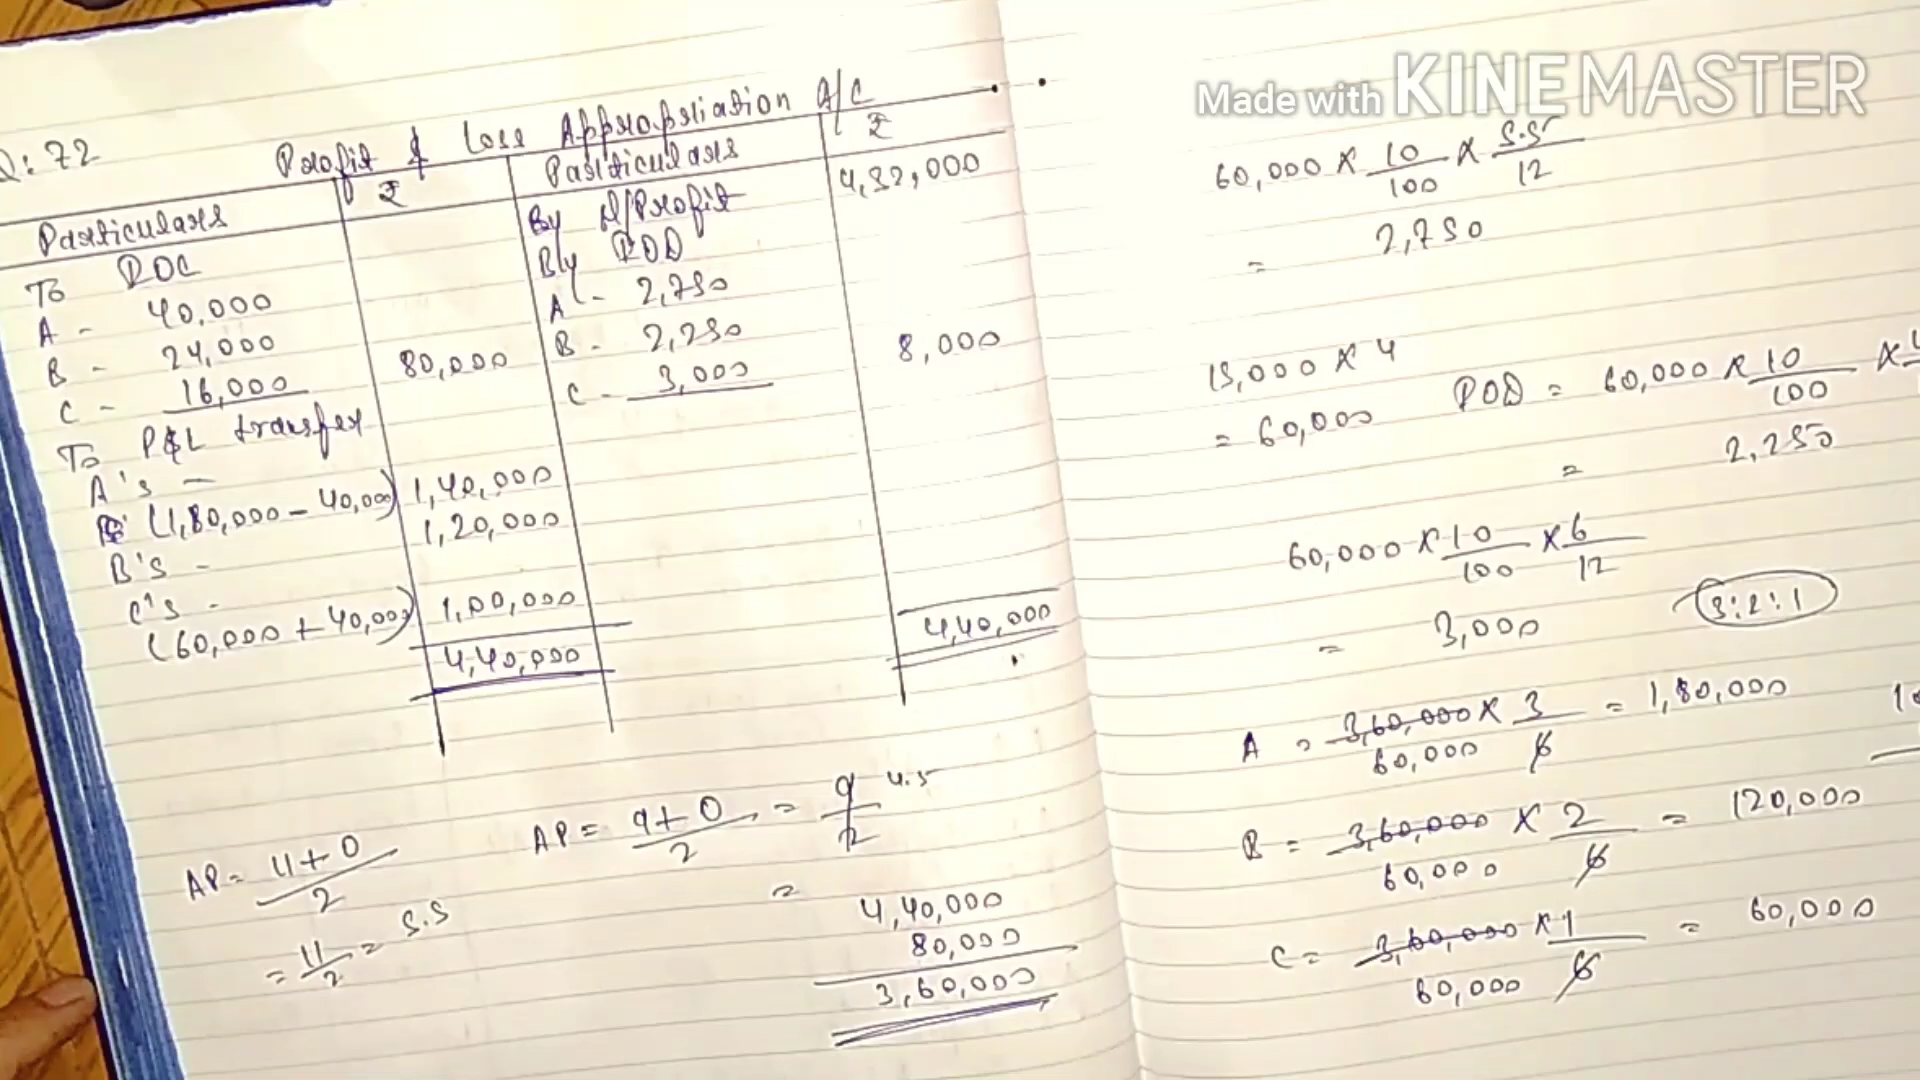 Made with KINEMASTER
Q: 72 Profit & Loss Appropriation A/C
Particulars ₹ Particulars ₹
To IOC By N/Profit 4,32,000
A - 40,000 By IOD
B - 24,000 A - 2,750
C - 16,000 80,000 B - 2,250
To P&L transfer C - 3,000 8,000
A's -
(1,80,000 - 40,000) 1,40,000
B's - 1,20,000
C's -
(60,000 + 40,000) 1,00,000
4,40,000 4,40,000
AP = 11+0/2
= 11/2 = 5.5
AP = 9+0/2 = 9/2 4.5
=
4,40,000
80,000
3,60,000
60,000 x 10/100 x 5.5/12
= 2,750
15,000 x 4
= 60,000
IOD = 60,000 x 10/100 x
= 2,250
60,000 x 10/100 x 6/12
= 3,000
3:2:1
A = 3,60,000 x 3/6 = 1,80,000
60,000
B = 3,60,000 x 2/6 = 120,000
60,000
C = 3,60,000 x 1/6 = 60,000
60,000